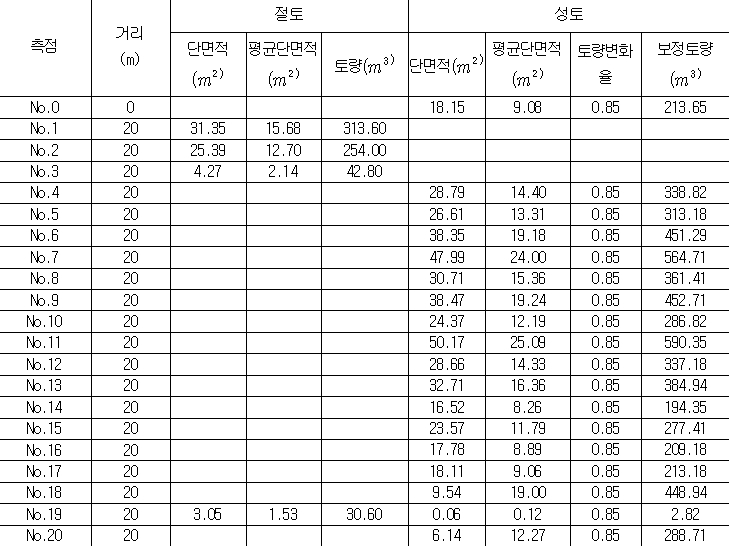 측점 거리 (m) 절토 성토
단면적 (m²) 평균단면적 (m²) 토량(m³) 단면적(m²) 평균단면적 (m²) 토량변화율 보정토량 (m³)
No.0 0 18.15 9.08 0.85 213.65
No.1 20 31.35 15.68 313.60
No.2 20 25.39 12.70 254.00
No.3 20 4.27 2.14 42.80
No.4 20 28.79 14.40 0.85 338.82
No.5 20 26.61 13.31 0.85 313.18
No.6 20 38.35 19.18 0.85 451.29
No.7 20 47.99 24.00 0.85 564.71
No.8 20 30.71 15.36 0.85 361.41
No.9 20 38.47 19.24 0.85 452.71
No.10 20 24.37 12.19 0.85 286.82
No.11 20 50.17 25.09 0.85 590.35
No.12 20 28.66 14.33 0.85 337.18
No.13 20 32.71 16.36 0.85 384.94
No.14 20 16.52 8.26 0.85 194.35
No.15 20 23.57 11.79 0.85 277.41
No.16 20 17.78 8.89 0.85 209.18
No.17 20 18.11 9.06 0.85 213.18
No.18 20 9.54 19.00 0.85 448.94
No.19 20 3.05 1.53 30.60 0.06 0.12 0.85 2.82
No.20 20 6.14 12.27 0.85 288.71